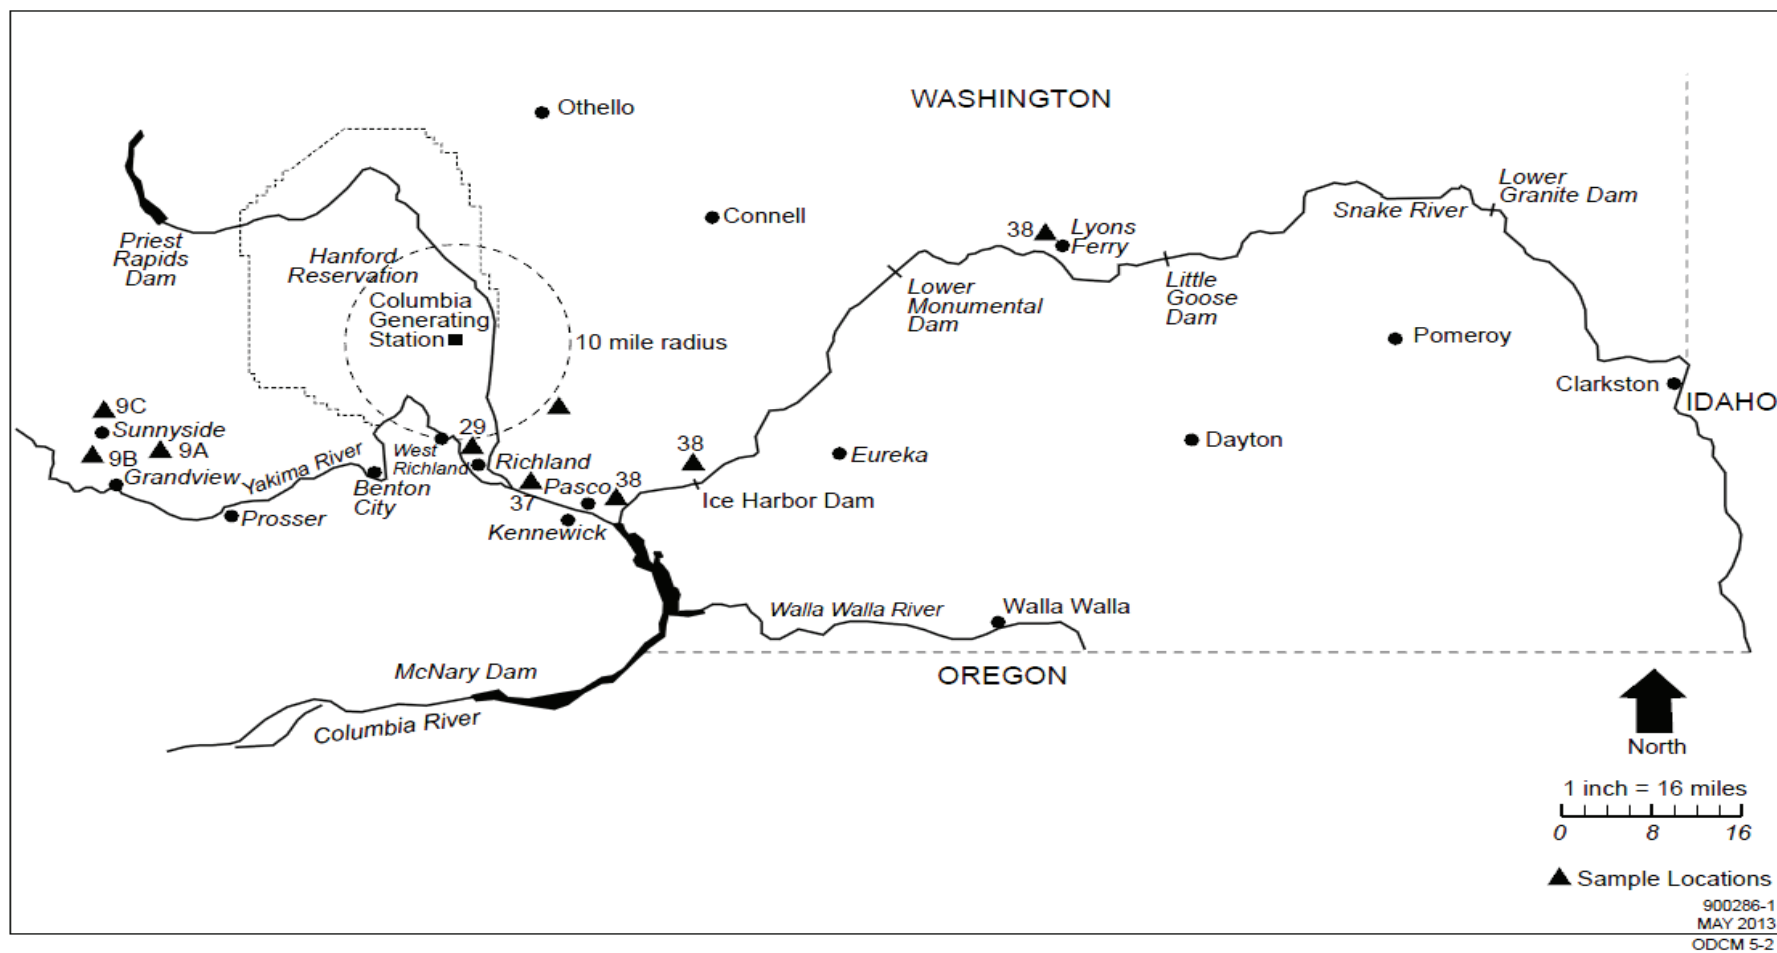 WASHINGTON
Othello
Lower
Granite Dam
Snake River
Connell
38
Lyons
Ferry
Priest
Rapids
Dam
Hanford
Reservation
Columbia
Generating
Station
10 mile radius
Lower
Monumental
Dam
Little
Goose
Dam
Pomeroy
Clarkston
IDAHO
9C
Sunnyside
9B
9A
Grandview
Yakima River
Prosser
Benton
City
West
Richland
29
Richland
37
Pasco
38
Kennewick
38
Ice Harbor Dam
Eureka
Dayton
Walla Walla River
Walla Walla
McNary Dam
Columbia River
OREGON
North
1 inch = 16 miles
0 8 16
Sample Locations
900286-1
MAY 2013
ODCM 5-2